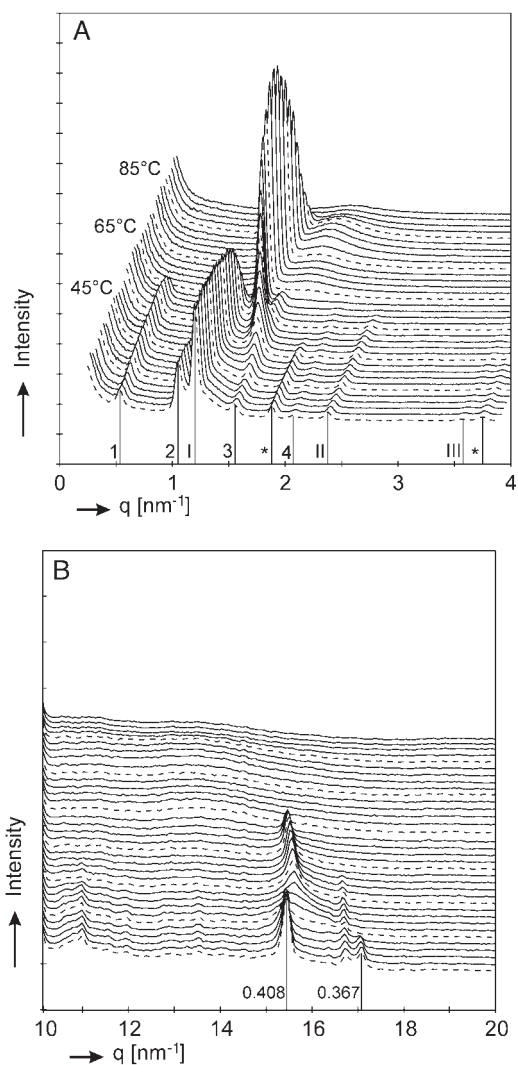 A
85°C
65°C
45°C
Intensity
1 2 I 3 * 4 II III *
0 1 2 3 4
q [nm-1]
B
Intensity
0.408 0.367
10 12 14 16 18 20
q [nm-1]